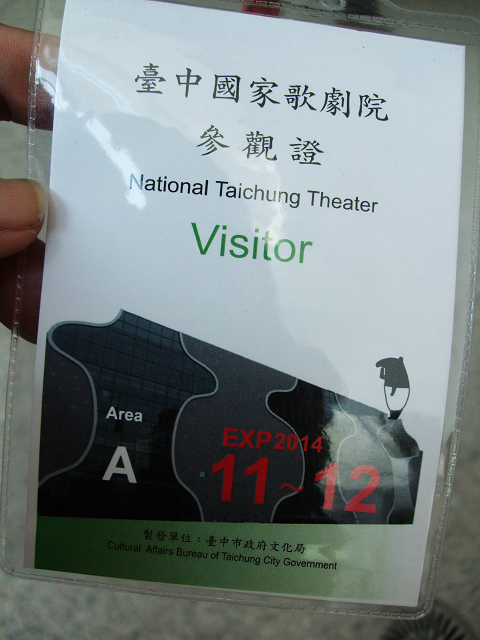 臺中國家歌劇院
參觀證
National Taichung Theater
Visitor
Area
A
EXP2014
11~12
製發單位：臺中市政府文化局
Cultural Affairs Bureau of Taichung City Government